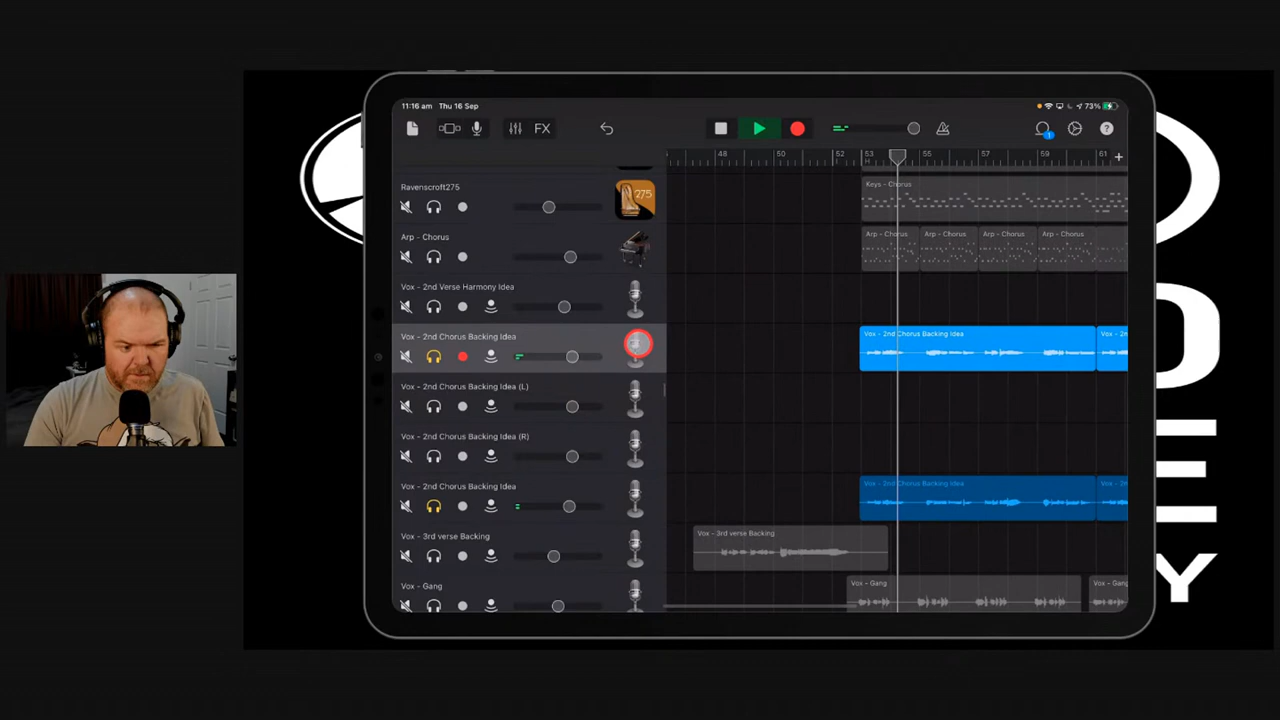 11:16 am Thu 16 Sep
73%
FX
1
?
48 50 52 53 55 57 59 61 +
H
Ravenscroft275
275
Keys - Chorus
Arp - Chorus
Arp - Chorus Arp - Chorus Arp - Chorus Arp - Chorus
Vox - 2nd Verse Harmony Idea
Vox - 2nd Chorus Backing Idea
Vox - 2nd Chorus Backing Idea Vox - 2n
Vox - 2nd Chorus Backing Idea (L)
Vox - 2nd Chorus Backing Idea (R)
Vox - 2nd Chorus Backing Idea
Vox - 2nd Chorus Backing Idea
Vox - 3rd verse Backing
Vox - 3rd verse Backing
Vox - Gang
Vox - Gang Vox - Gang